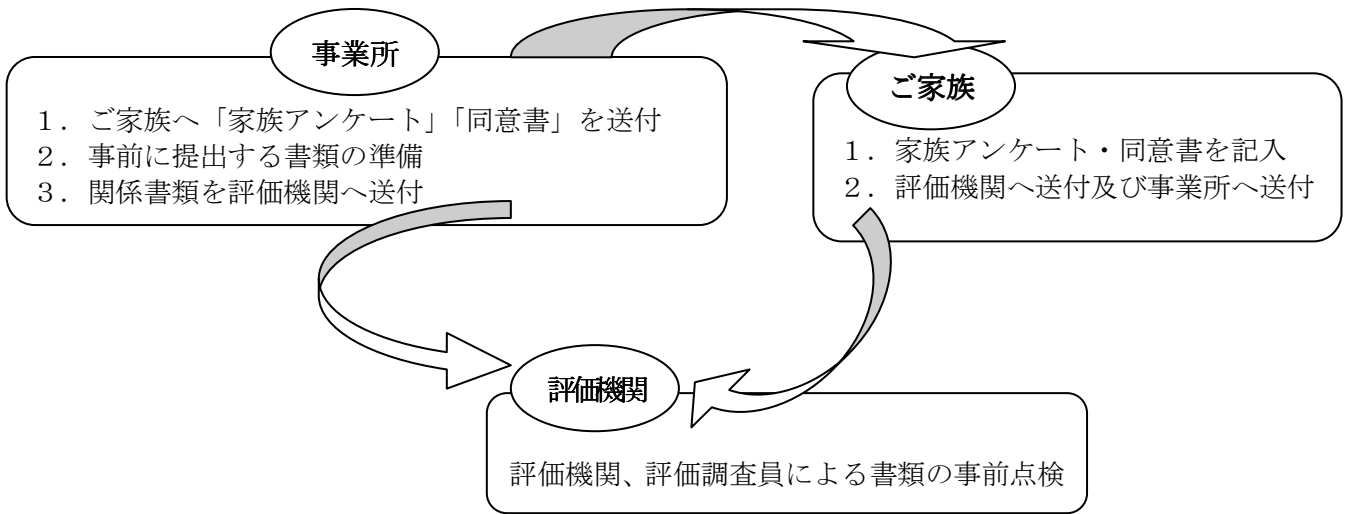 事業所
1．ご家族へ「家族アンケート」「同意書」を送付
2．事前に提出する書類の準備
3．関係書類を評価機関へ送付
ご家族
1．家族アンケート・同意書を記入
2．評価機関へ送付及び事業所へ送付
評価機関
評価機関、評価調査員による書類の事前点検